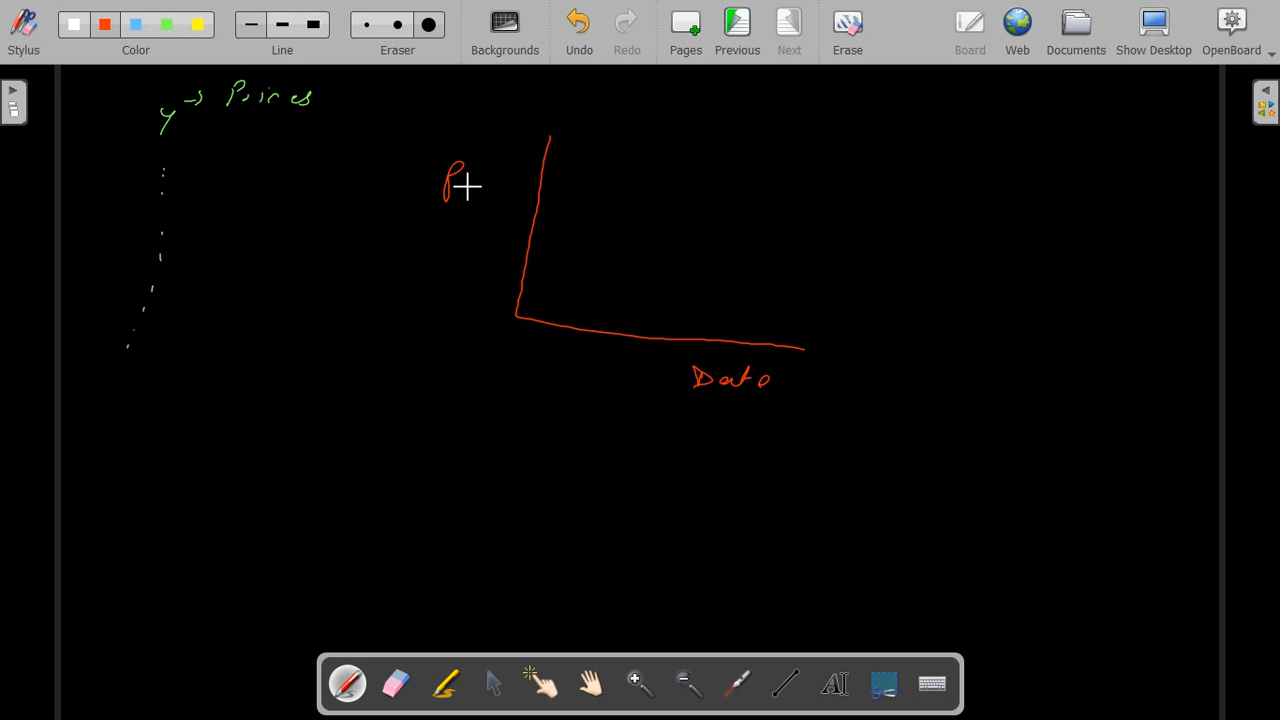 Stylus Color Line Eraser Backgrounds Undo Redo Pages Previous Next Erase Board Web Documents Show Desktop OpenBoard
y → Prices
P
Date
AI